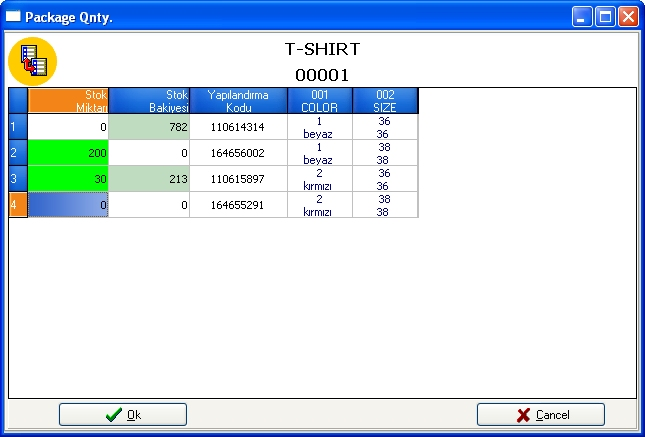 Package Qnty.
T-SHIRT
00001
Stok Miktarı Stok Bakiyesi Yapılandırma Kodu 001 COLOR 002 SIZE
1 0 782 110614314 1 beyaz 36 36
2 200 0 164656002 1 beyaz 38 38
3 30 213 110615897 2 kırmızı 36 36
4 0 0 164655291 2 kırmızı 38 38
Ok Cancel